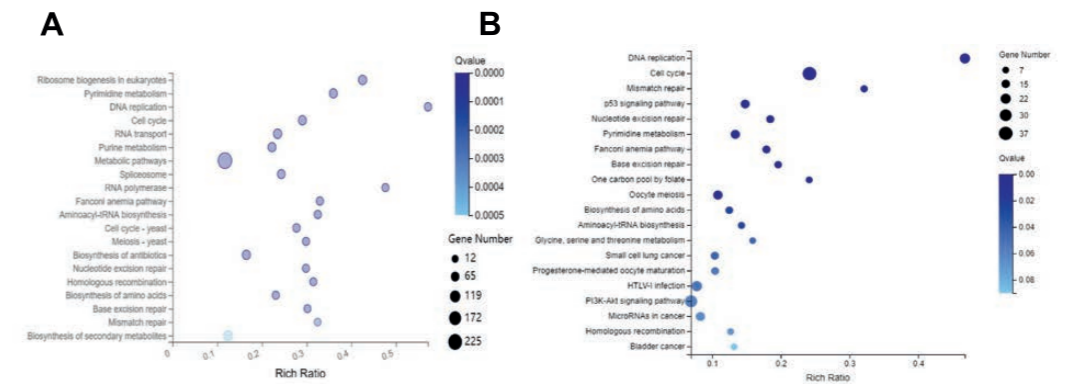 A
Qvalue
0.0000
0.0001
0.0002
0.0003
0.0004
0.0005
Gene Number
12
65
119
172
225
Ribosome biogenesis in eukaryotes
Pyrimidine metabolism
DNA replication
Cell cycle
RNA transport
Purine metabolism
Metabolic pathways
Spliceosome
RNA polymerase
Fanconi anemia pathway
Aminoacyl-tRNA biosynthesis
Cell cycle - yeast
Meiosis - yeast
Biosynthesis of antibiotics
Nucleotide excision repair
Homologous recombination
Biosynthesis of amino acids
Base excision repair
Mismatch repair
Biosynthesis of secondary metabolites
0 0.1 0.2 0.3 0.4 0.5
Rich Ratio
B
DNA replication
Cell cycle
Mismatch repair
p53 signaling pathway
Nucleotide excision repair
Pyrimidine metabolism
Fanconi anemia pathway
Base excision repair
One carbon pool by folate
Oocyte meiosis
Biosynthesis of amino acids
Aminoacyl-tRNA biosynthesis
Glycine, serine and threonine metabolism
Small cell lung cancer
Progesterone-mediated oocyte maturation
HTLV-I infection
PI3K-Akt signaling pathway
MicroRNAs in cancer
Homologous recombination
Bladder cancer
0.1 0.2 0.3 0.4
Rich Ratio
Gene Number
7
15
22
30
37
Qvalue
0.00
0.02
0.04
0.06
0.08